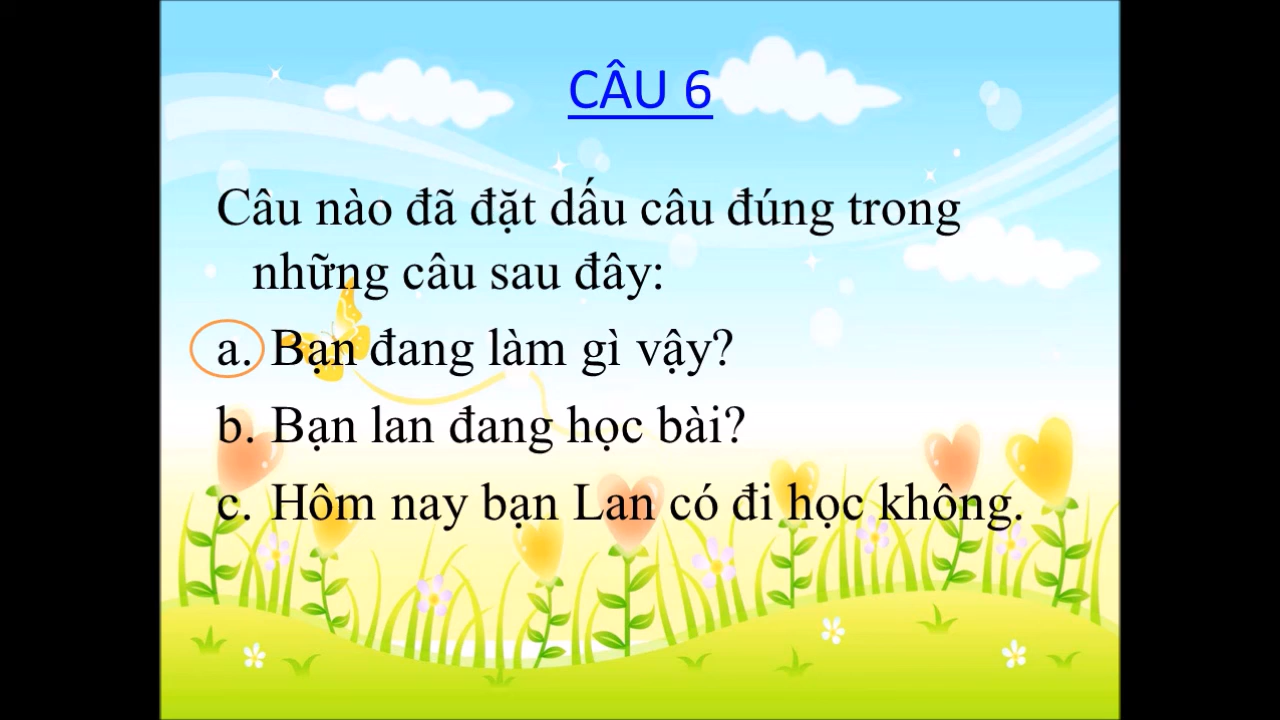 CÂU 6
Câu nào đã đặt dấu câu đúng trong
những câu sau đây:
a. Bạn đang làm gì vậy?
b. Bạn lan đang học bài?
c. Hôm nay bạn Lan có đi học không.